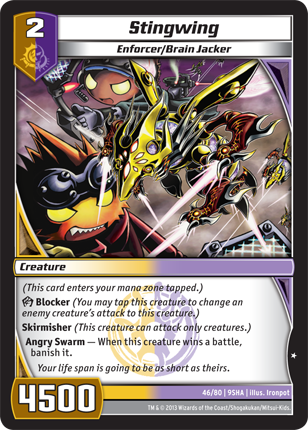 2
Stingwing
Enforcer/Brain Jacker
Creature
(This card enters your mana zone tapped.)
Blocker (You may tap this creature to change an
enemy creature's attack to this creature.)
Skirmisher (This creature can attack only creatures.)
Angry Swarm — When this creature wins a battle,
banish it.
Your life span is going to be as short as theirs.
4500
46/80 | 9SHA | Illus. Ironpot
TM & © 2013 Wizards of the Coast/Shogakukan/Mitsui-Kids.